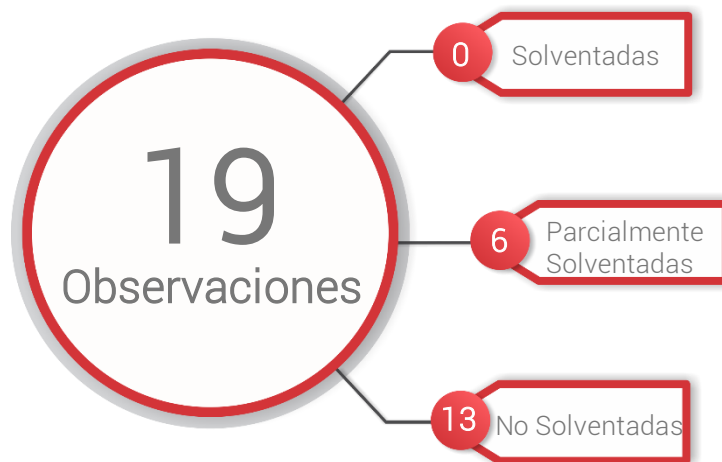 19
Observaciones
0
Solventadas
6
Parcialmente
Solventadas
13
No Solventadas